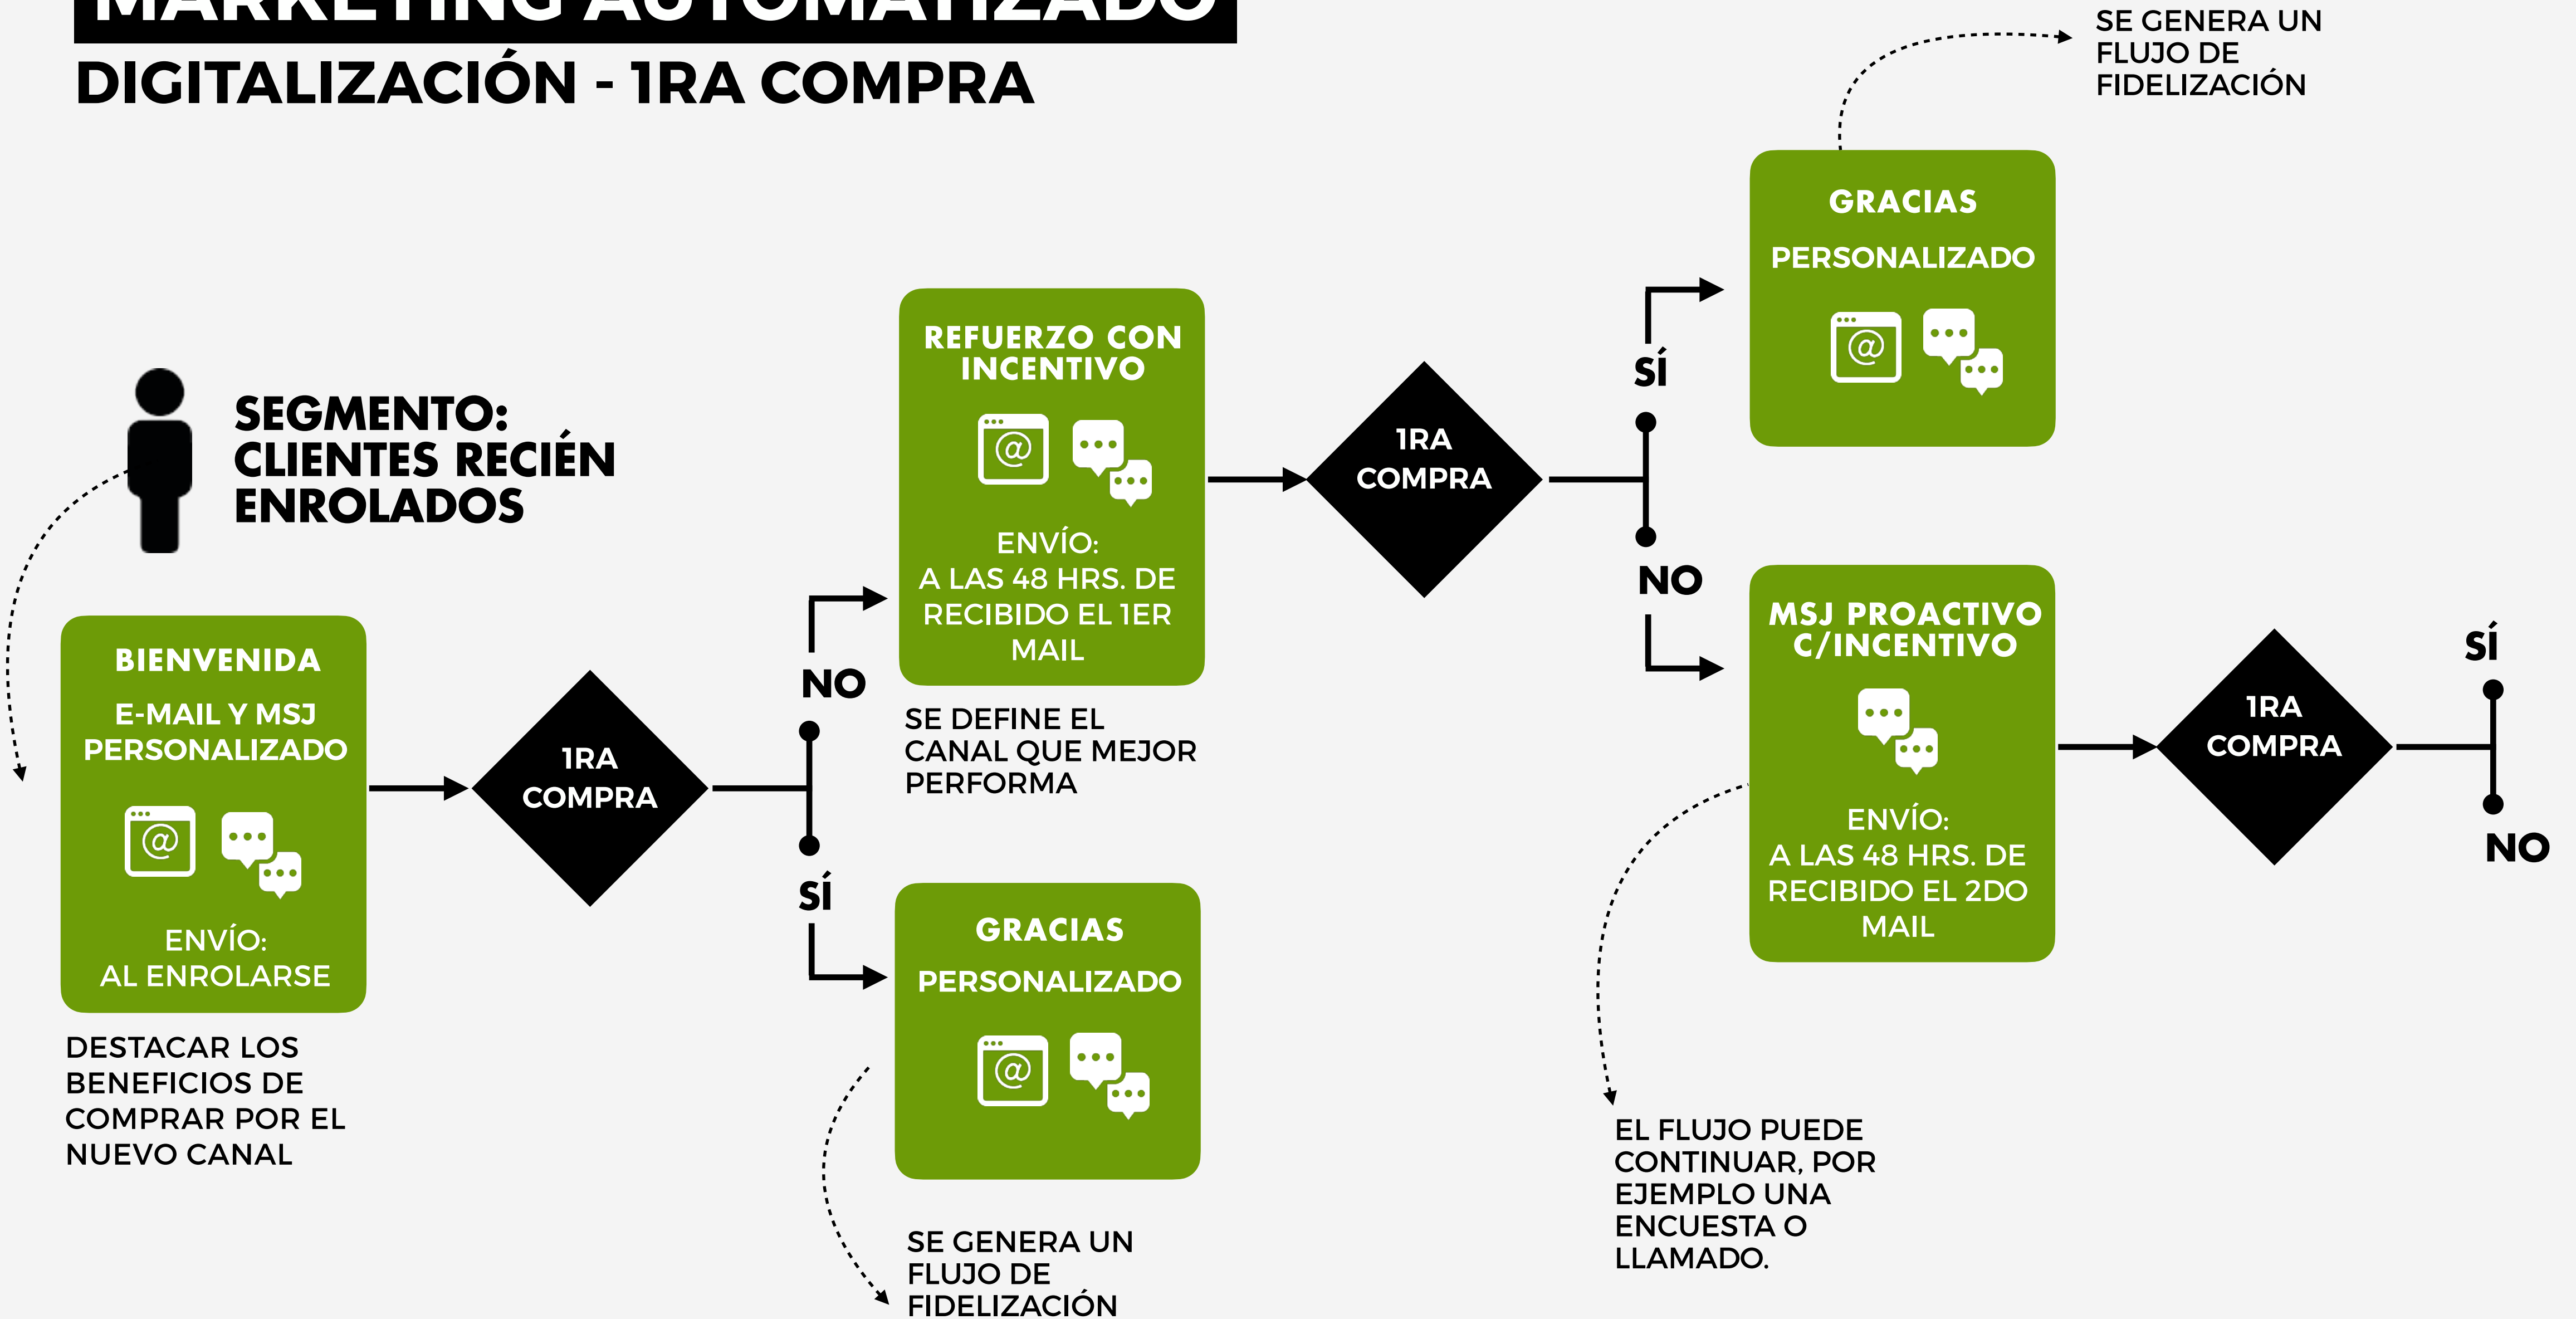 MARKETING AUTOMATIZADO
DIGITALIZACIÓN - 1RA COMPRA
SEGMENTO:
CLIENTES RECIÉN
ENROLADOS
BIENVENIDA
E-MAIL Y MSJ
PERSONALIZADO
@
ENVÍO:
AL ENROLARSE
DESTACAR LOS
BENEFICIOS DE
COMPRAR POR EL
NUEVO CANAL
1RA
COMPRA
NO
SÍ
REFUERZO CON
INCENTIVO
@
ENVÍO:
A LAS 48 HRS. DE
RECIBIDO EL 1ER
MAIL
SE DEFINE EL
CANAL QUE MEJOR
PERFORMA
GRACIAS
PERSONALIZADO
@
SE GENERA UN
FLUJO DE
FIDELIZACIÓN
1RA
COMPRA
SÍ
NO
GRACIAS
PERSONALIZADO
@
SE GENERA UN
FLUJO DE
FIDELIZACIÓN
MSJ PROACTIVO
C/INCENTIVO
ENVÍO:
A LAS 48 HRS. DE
RECIBIDO EL 2DO
MAIL
EL FLUJO PUEDE
CONTINUAR, POR
EJEMPLO UNA
ENCUESTA O
LLAMADO.
1RA
COMPRA
SÍ
NO